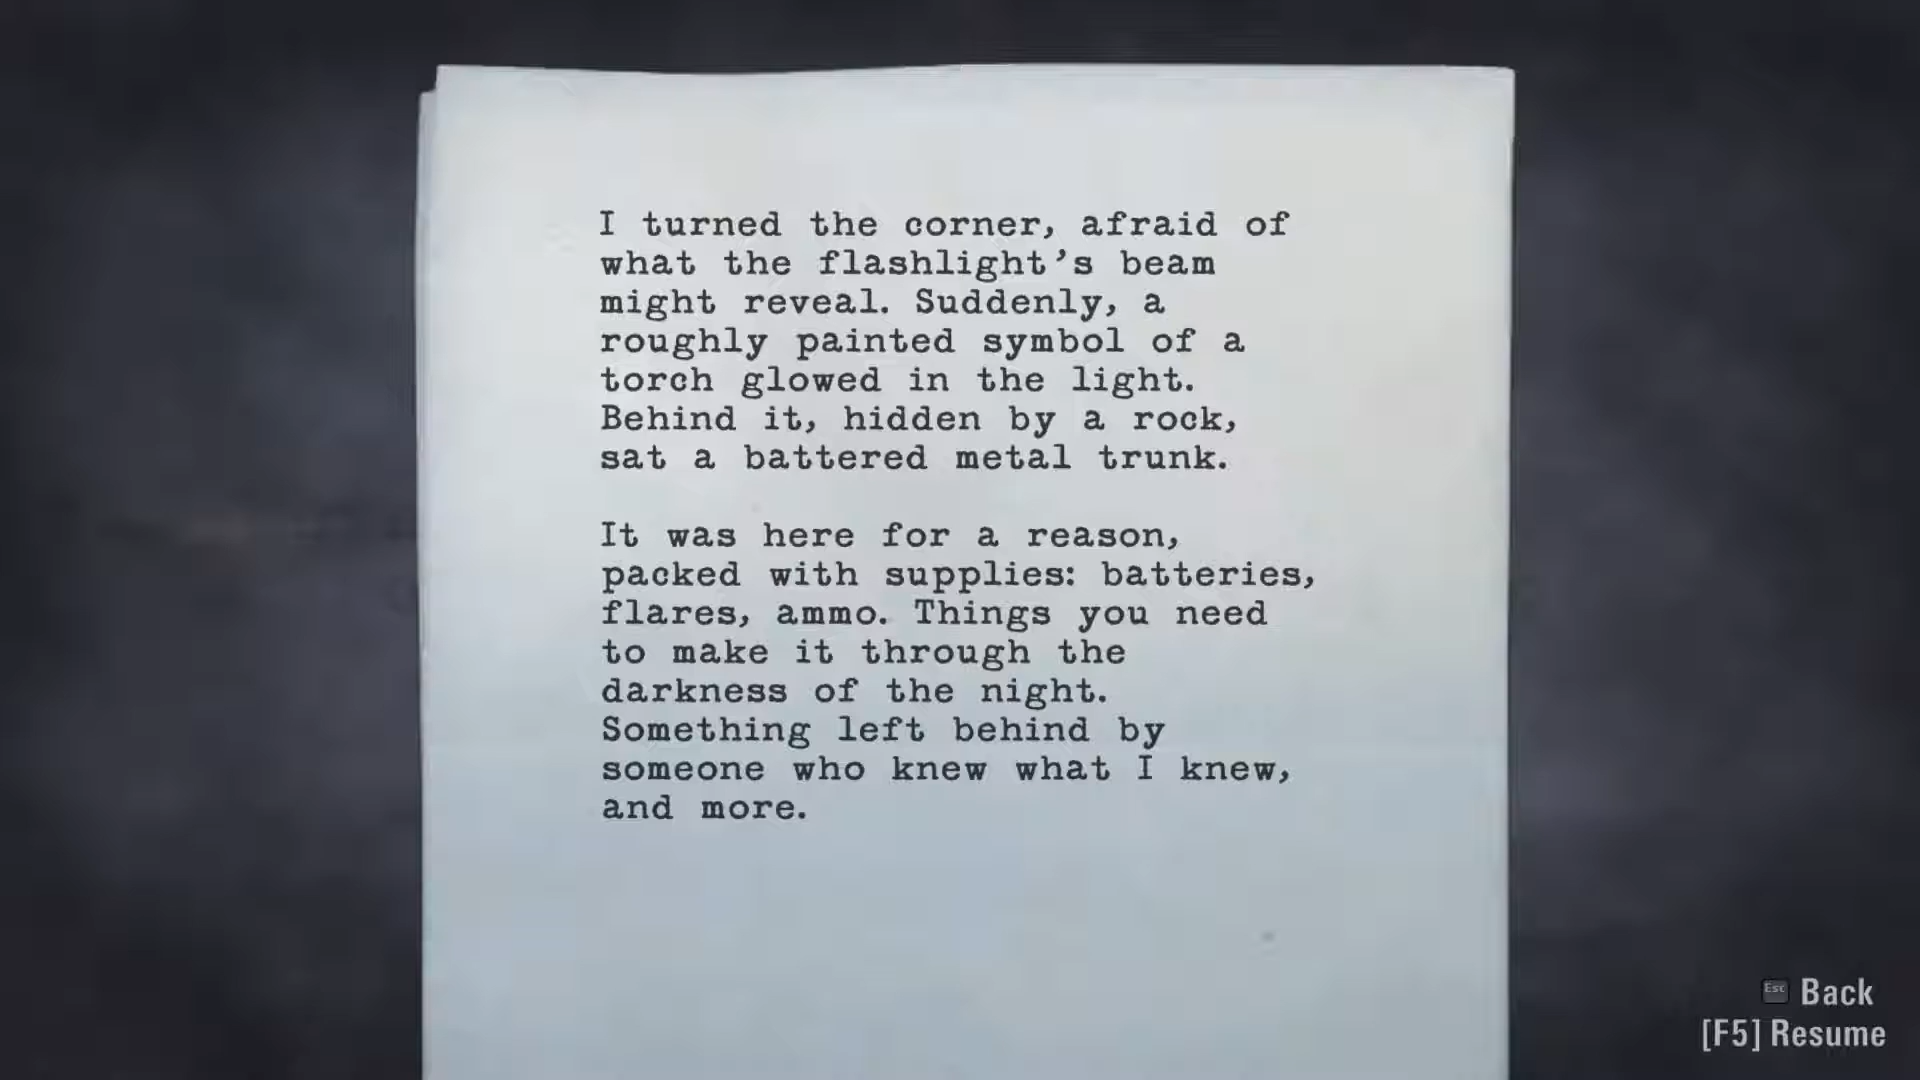 I turned the corner, afraid of
what the flashlight’s beam
might reveal. Suddenly, a
roughly painted symbol of a
torch glowed in the light.
Behind it, hidden by a rock,
sat a battered metal trunk.
It was here for a reason,
packed with supplies: batteries,
flares, ammo. Things you need
to make it through the
darkness of the night.
Something left behind by
someone who knew what I knew,
and more.
Esc Back
[F5] Resume